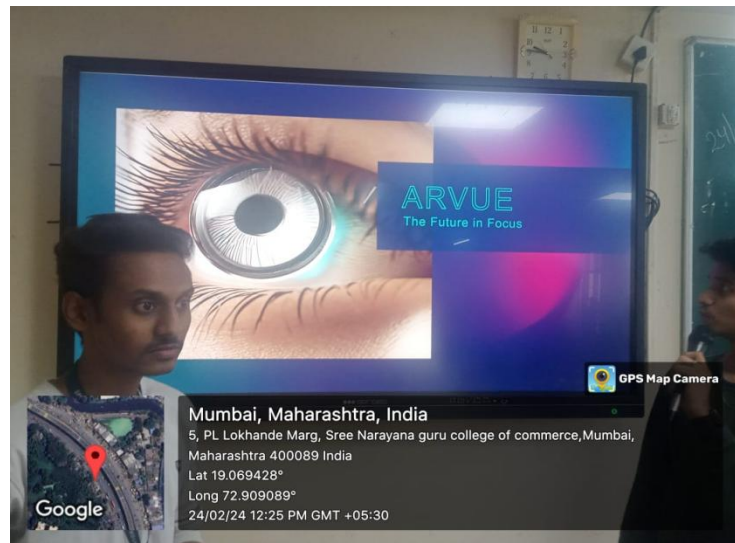 ARVUE
The Future in Focus
GPS Map Camera
Mumbai, Maharashtra, India
5, PL Lokhande Marg, Sree Narayana guru college of commerce,Mumbai,
Maharashtra 400089 India
Lat 19.069428°
Long 72.909089°
24/02/24 12:25 PM GMT +05:30
Google